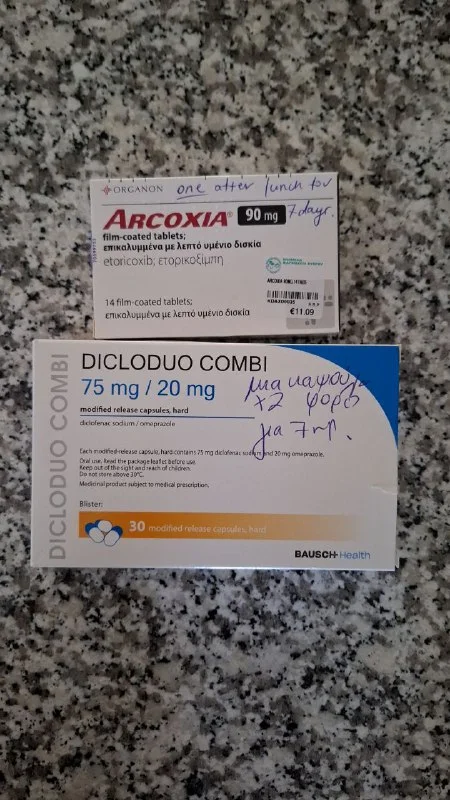 ORGANON one after lunch for
ARCOXIA® 90 mg 7 days.
film-coated tablets;
επικαλυμμένα με λεπτό υμένιο δισκία
etoricoxib; ετορικοξίμπη
€11.09
14 film-coated tablets;
επικαλυμμένα με λεπτό υμένιο δισκία
DICLODUO COMBI
DICLODUO COMBI
75 mg / 20 mg
μια καψουλ
x2 φορο
για 7 ημ.
modified release capsules, hard
diclofenac sodium / omeprazole
Each modified-release capsule, hard contains 75 mg diclofenac sodium and 20 mg omeprazole.
Oral use. Read the package leaflet before use.
Keep out of the sight and reach of children.
Do not store above 30°C.
Medicinal product subject to medical prescription.
Blister:
30 modified release capsules, hard
BAUSCH+Health